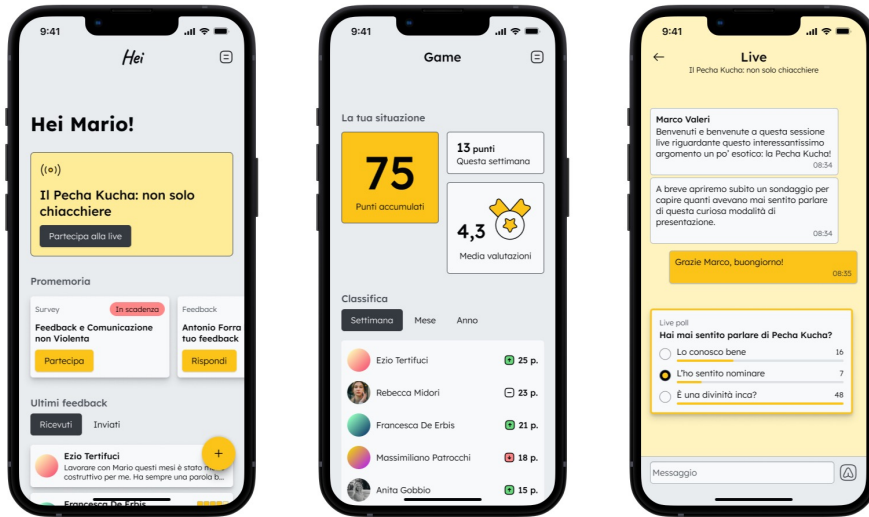 9:41
Hei
Hei Mario!
Il Pecha Kucha: non solo
chiacchiere
Partecipa alla live
Promemoria
Survey
In scadenza
Feedback e Comunicazione
non Violenta
Partecipa
Feedback
Antonio Forra
tuo feedback
Rispondi
Ultimi feedback
Ricevuti
Inviati
Ezio Tertifuci
Lavorare con Mario questi mesi è stato
costruttivo per me. Ha sempre una parola b...
+
Francesca De Erbis
9:41
Game
La tua situazione
75
Punti accumulati
13 punti
Questa settimana
4,3
Media valutazioni
Classifica
Settimana
Mese
Anno
Ezio Tertifuci
25 p.
Rebecca Midori
23 p.
Francesca De Erbis
21 p.
Massimiliano Patrocchi
18 p.
Anita Gobbio
15 p.
9:41
Live
Il Pecha Kucha: non solo chiacchiere
Marco Valeri
Benvenuti e benvenute a questa sessione
live riguardante questo interessantissimo
argomento un po' esotico: la Pecha Kucha!
08:34
A breve apriremo subito un sondaggio per
capire quanti avevano mai sentito parlare
di questa curiosa modalità di
presentazione.
08:34
Grazie Marco, buongiorno!
08:35
Live poll
Hai mai sentito parlare di Pecha Kucha?
Lo conosco bene
16
L'ho sentito nominare
7
È una divinità inca?
48
Messaggio